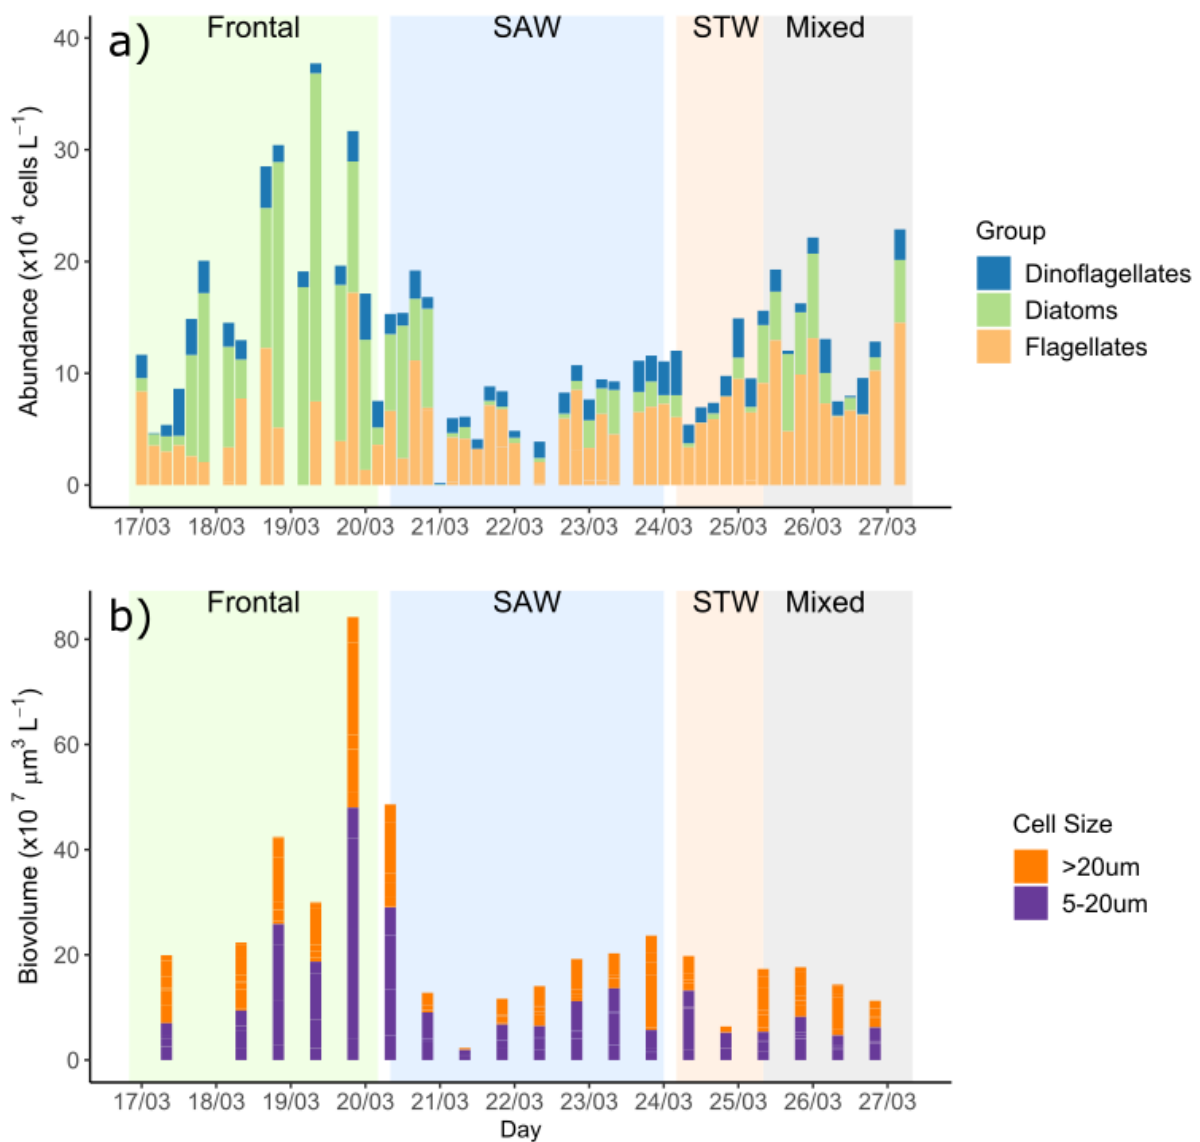 a)
Frontal SAW STW Mixed
40
30
20
10
0
Abundance (x10 4 cells L−1)
17/03 18/03 19/03 20/03 21/03 22/03 23/03 24/03 25/03 26/03 27/03
Group
Dinoflagellates
Diatoms
Flagellates
b)
Frontal SAW STW Mixed
80
60
40
20
0
Biovolume (x10 7 μm3 L−1)
17/03 18/03 19/03 20/03 21/03 22/03 23/03 24/03 25/03 26/03 27/03
Day
Cell Size
>20um
5-20um